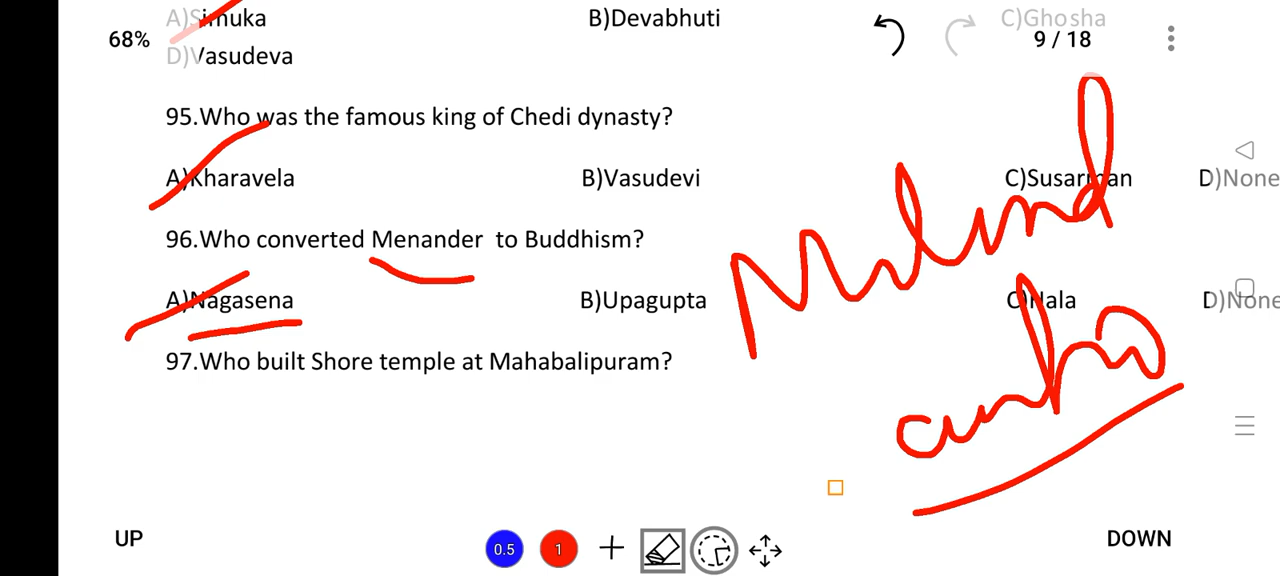 A)Simuka B)Devabhuti C)Ghosha
68% 9 / 18
D)Vasudeva
95.Who was the famous king of Chedi dynasty?
A)Kharavela B)Vasudevi C)Susarman D)None
96.Who converted Menander to Buddhism?
A)Nagasena B)Upagupta C)Nala D)None
97.Who built Shore temple at Mahabalipuram?
UP DOWN
0.5 1